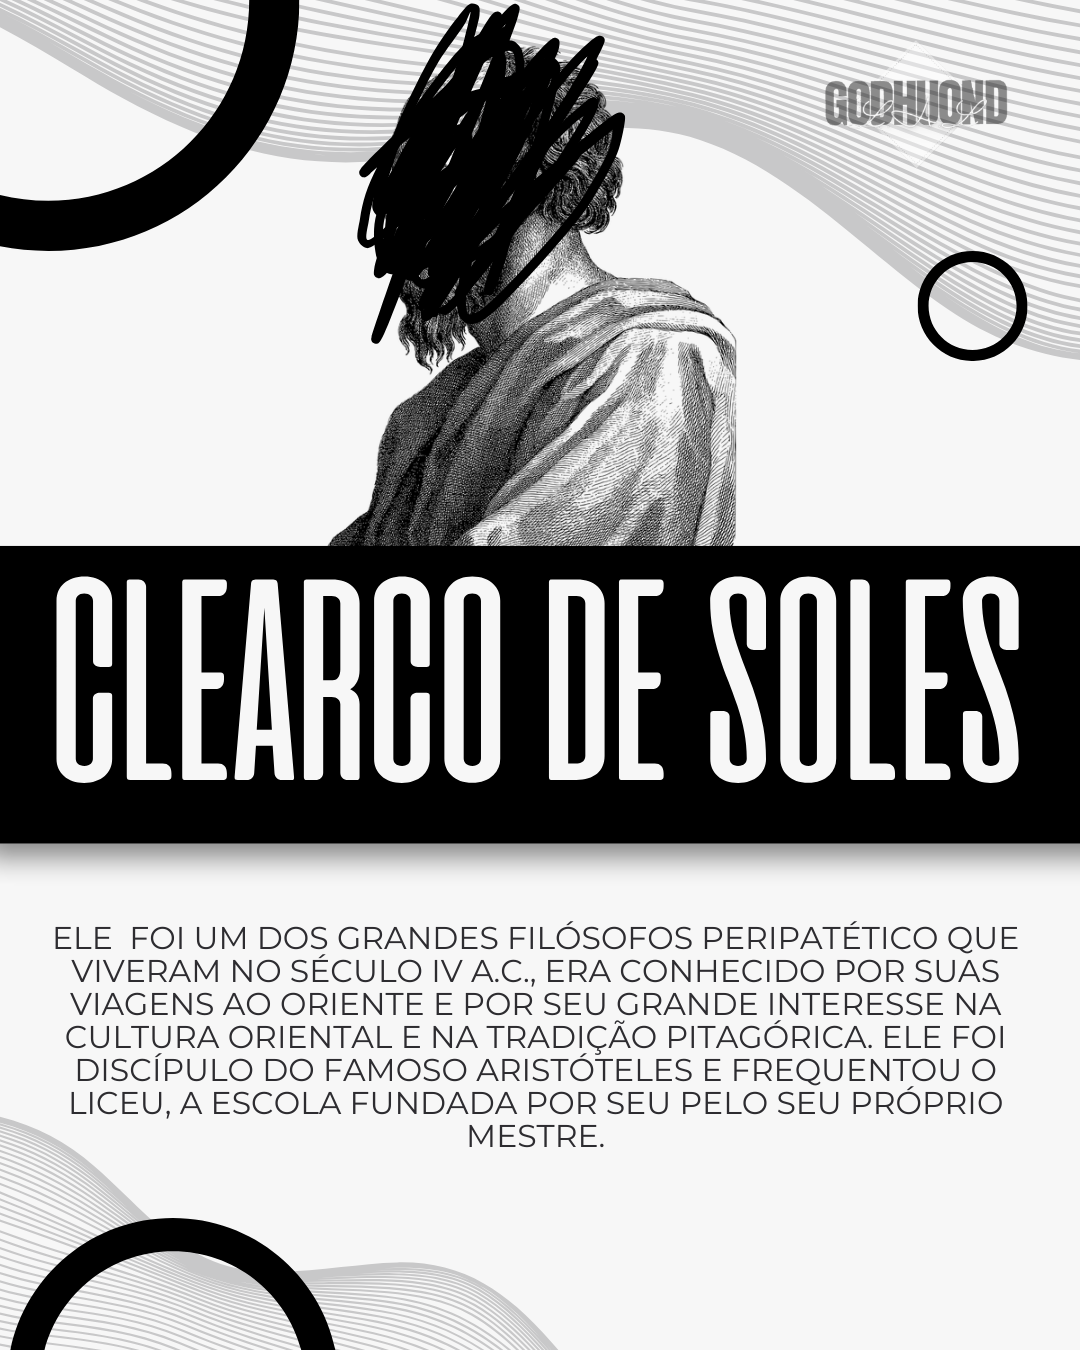 GODHUOND
CLEARCO DE SOLES
ELE FOI UM DOS GRANDES FILÓSOFOS PERIPATÉTICO QUE
VIVERAM NO SÉCULO IV A.C., ERA CONHECIDO POR SUAS
VIAGENS AO ORIENTE E POR SEU GRANDE INTERESSE NA
CULTURA ORIENTAL E NA TRADIÇÃO PITAGÓRICA. ELE FOI
DISCÍPULO DO FAMOSO ARISTÓTELES E FREQUENTOU O
LICEU, A ESCOLA FUNDADA POR SEU PELO SEU PRÓPRIO
MESTRE.